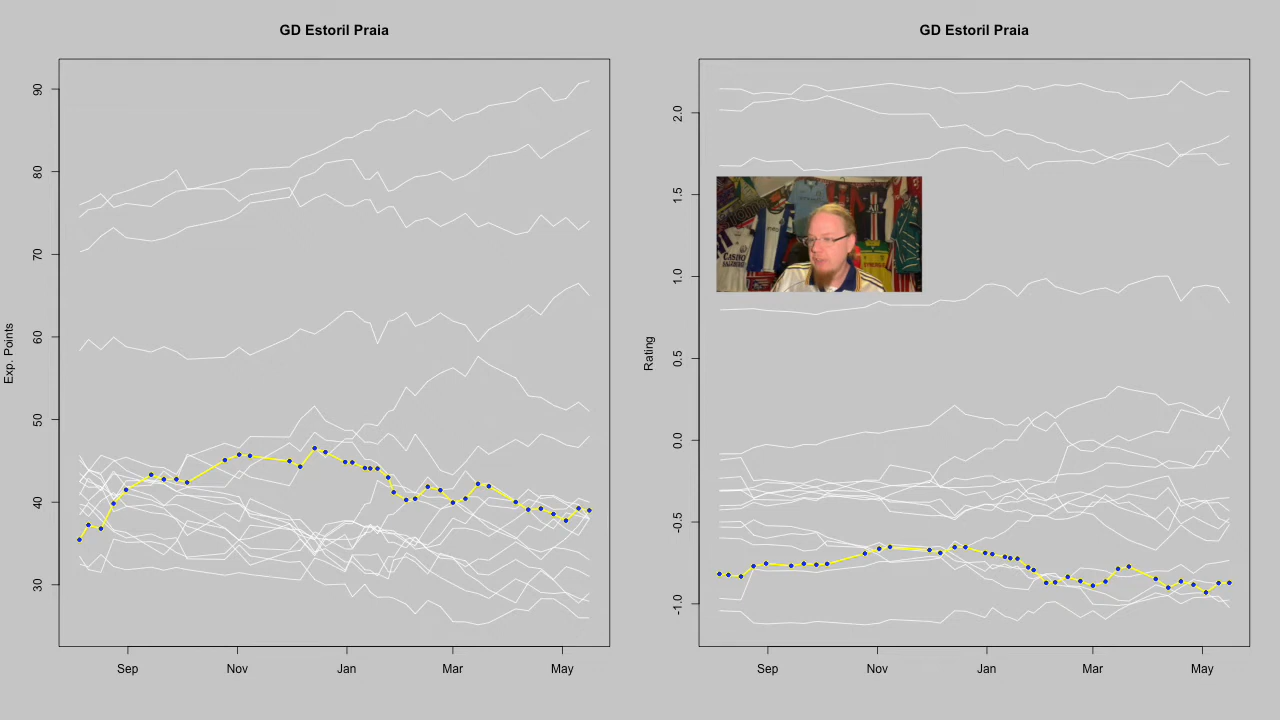 GD Estoril Praia
Exp. Points
90
80
70
60
50
40
30
Sep
Nov
Jan
Mar
May
GD Estoril Praia
Rating
2.0
1.5
1.0
0.5
0.0
-0.5
-1.0
Sep
Nov
Jan
Mar
May
CASINO